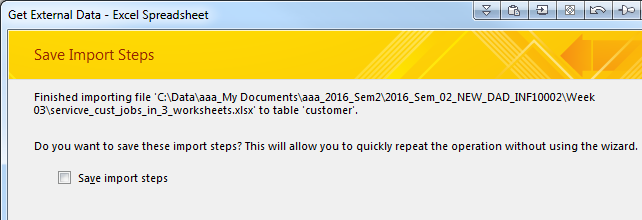 Get External Data - Excel Spreadsheet
Save Import Steps
Finished importing file 'C:\Data\aaa_My Documents\aaa_2016_Sem2\2016_Sem_02_NEW_DAD_INF10002\Week
03\servicve_cust_jobs_in_3_worksheets.xlsx' to table 'customer'.
Do you want to save these import steps? This will allow you to quickly repeat the operation without using the wizard.
Save import steps